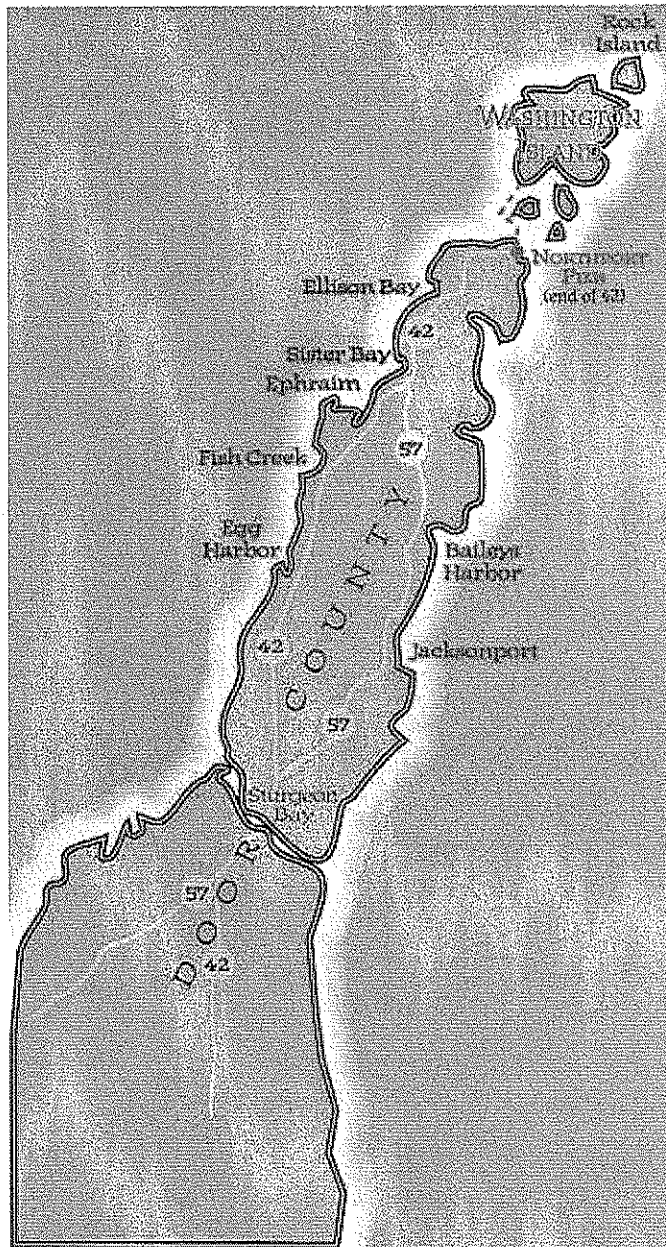 Rock
Island
WASHINGTON
ISLAND
NORTHPORT
PIER
(end of 42)
Ellison Bay
42
Sister Bay
Ephraim
57
Fish Creek
Egg
Harbor
Baileys
Harbor
42
Jacksonport
57
Sturgeon
Bay
57
42
DOOR COUNTY